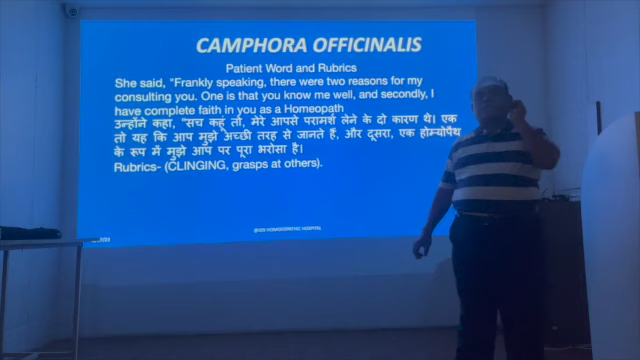 CAMPHORA OFFICINALIS
Patient Word and Rubrics
She said, "Frankly speaking, there were two reasons for my
consulting you. One is that you know me well, and secondly, I
have complete faith in you as a Homeopath
उन्होंने कहा, "सच कहूं तो, मेरे आपसे परामर्श लेने के दो कारण थे। एक
तो यह कि आप मुझे अच्छी तरह से जानते हैं, और दूसरा, एक होम्योपैथ
के रूप में मुझे आप पर पूरा भरोसा है।
Rubrics- (CLINGING, grasps at others).
HOMOEOPATHIC HOSPITAL